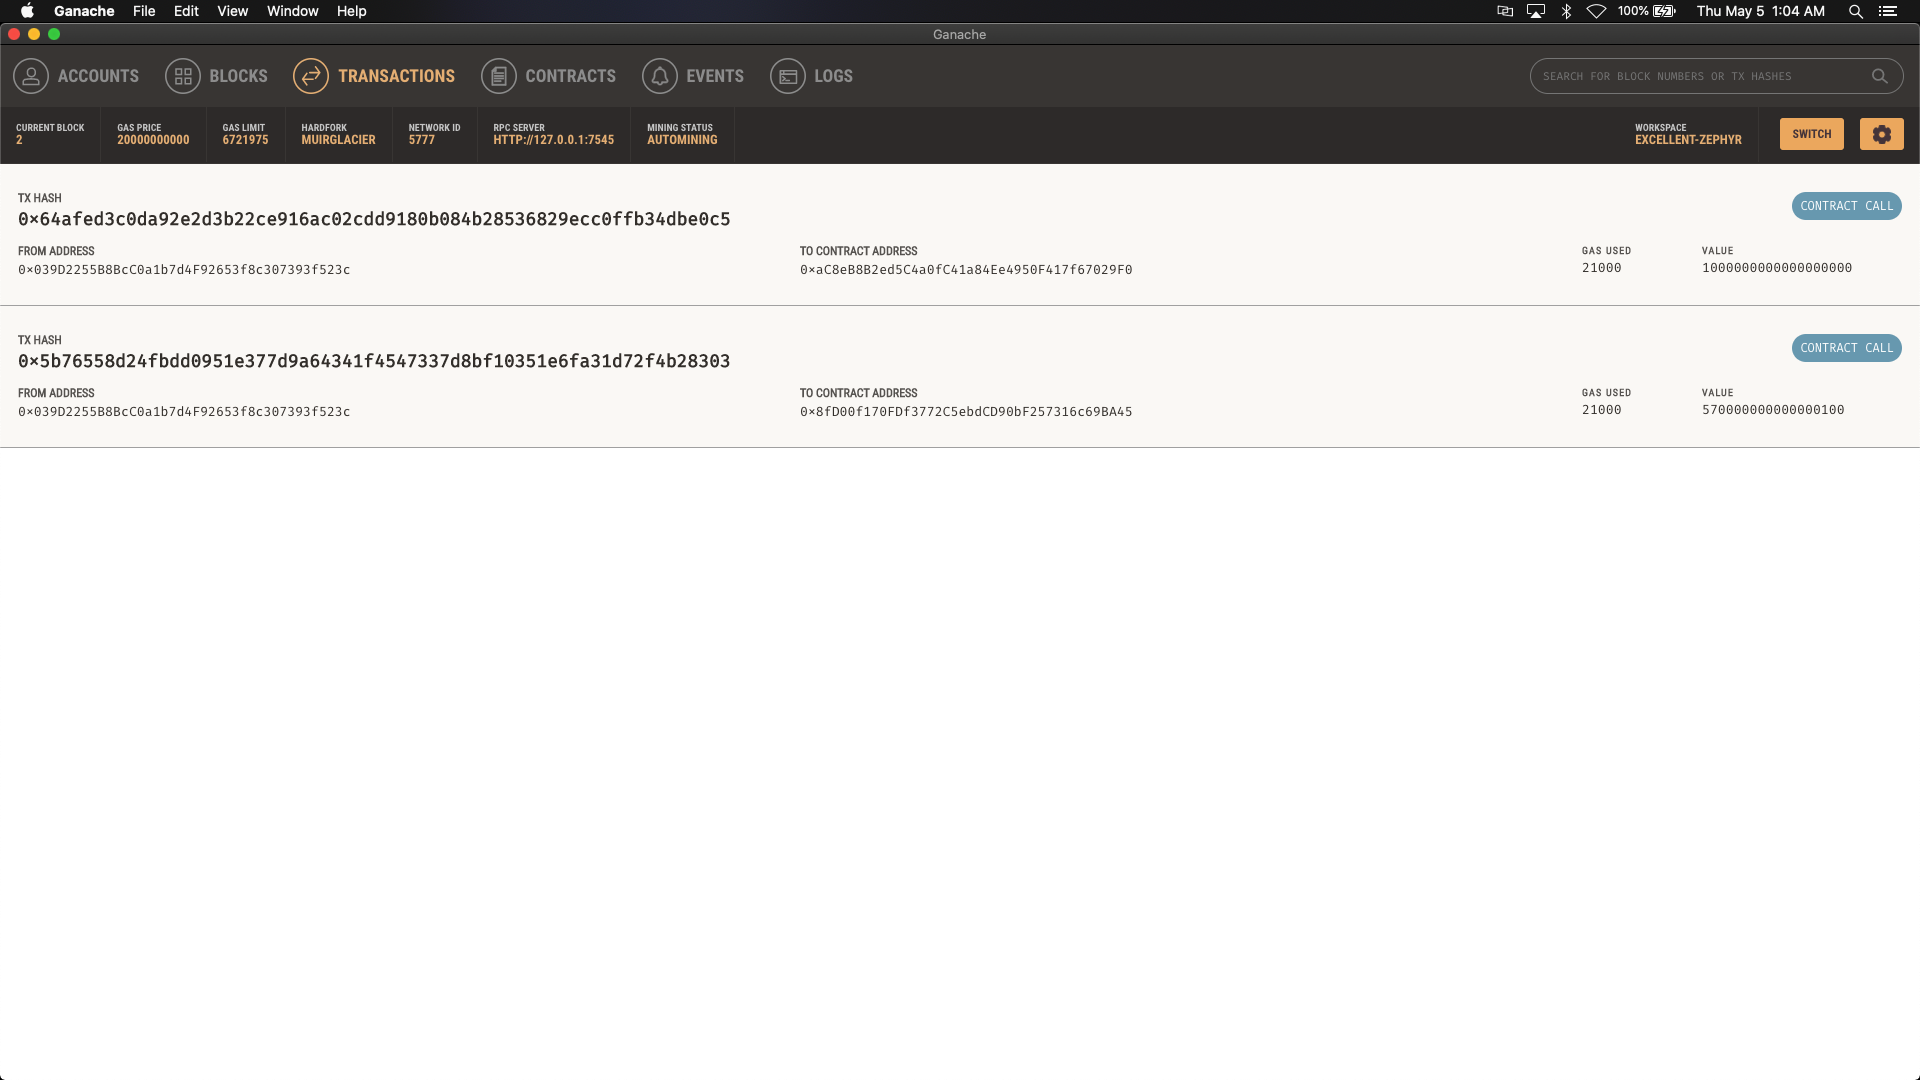 Ganache File Edit View Window Help 100% Thu May 5 1:04 AM
Ganache
ACCOUNTS BLOCKS TRANSACTIONS CONTRACTS EVENTS LOGS SEARCH FOR BLOCK NUMBERS OR TX HASHES
CURRENT BLOCK GAS PRICE GAS LIMIT HARDFORK NETWORK ID RPC SERVER MINING STATUS WORKSPACE
2 20000000000 6721975 MUIRGLACIER 5777 HTTP://127.0.0.1:7545 AUTOMINING EXCELLENT-ZEPHYR SWITCH
TX HASH
0×64afed3c0da92e2d3b22ce916ac02cdd9180b084b28536829ecc0ffb34dbe0c5 CONTRACT CALL
FROM ADDRESS TO CONTRACT ADDRESS GAS USED VALUE
0×039D2255B8BcC0a1b7d4F92653f8c307393f523c 0×aC8eB8B2ed5C4a0fC41a84Ee4950F417f67029F0 21000 1000000000000000000
TX HASH
0×5b76558d24fbdd0951e377d9a64341f4547337d8bf10351e6fa31d72f4b28303 CONTRACT CALL
FROM ADDRESS TO CONTRACT ADDRESS GAS USED VALUE
0×039D2255B8BcC0a1b7d4F92653f8c307393f523c 0×8fD00f170FDf3772C5ebdCD90bF257316c69BA45 21000 570000000000000100